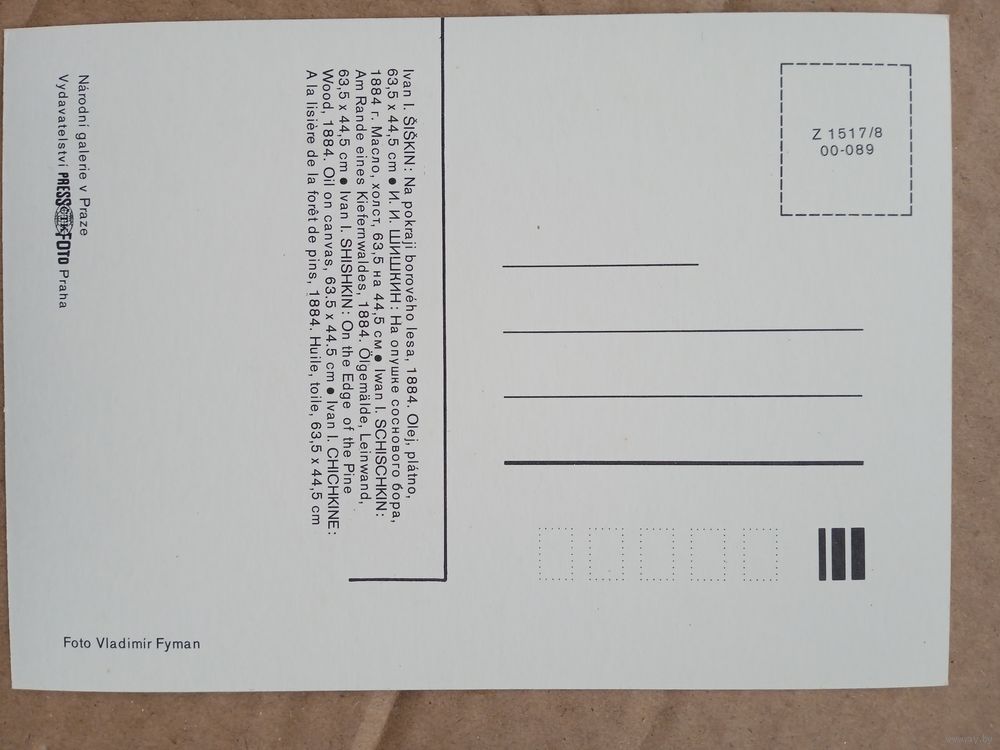 Ivan I. ŠIŠKIN: Na pokraji borového lesa, 1884. Olej, plátno,
63,5 x 44,5 cm ● И. И. ШИШКИН: На опушке соснового бора,
1884 г. Масло, холст, 63,5 на 44,5 см ● Iwan I. SCHISCHKIN:
Am Rande eines Kiefernwaldes, 1884. Ölgemälde, Leinwand,
63,5 x 44,5 cm ● Ivan I. SHISHKIN: On the Edge of the Pine
Wood, 1884. Oil on canvas, 63.5 x 44.5 cm ● Ivan I. CHICHKINE:
A la lisière de la forêt de pins, 1884. Huile, toile, 63,5 x 44,5 cm
Národní galerie v Praze
Vydavatelství PRESSFOTO Praha
Z 1517/8
00-089
Foto Vladimír Fyman